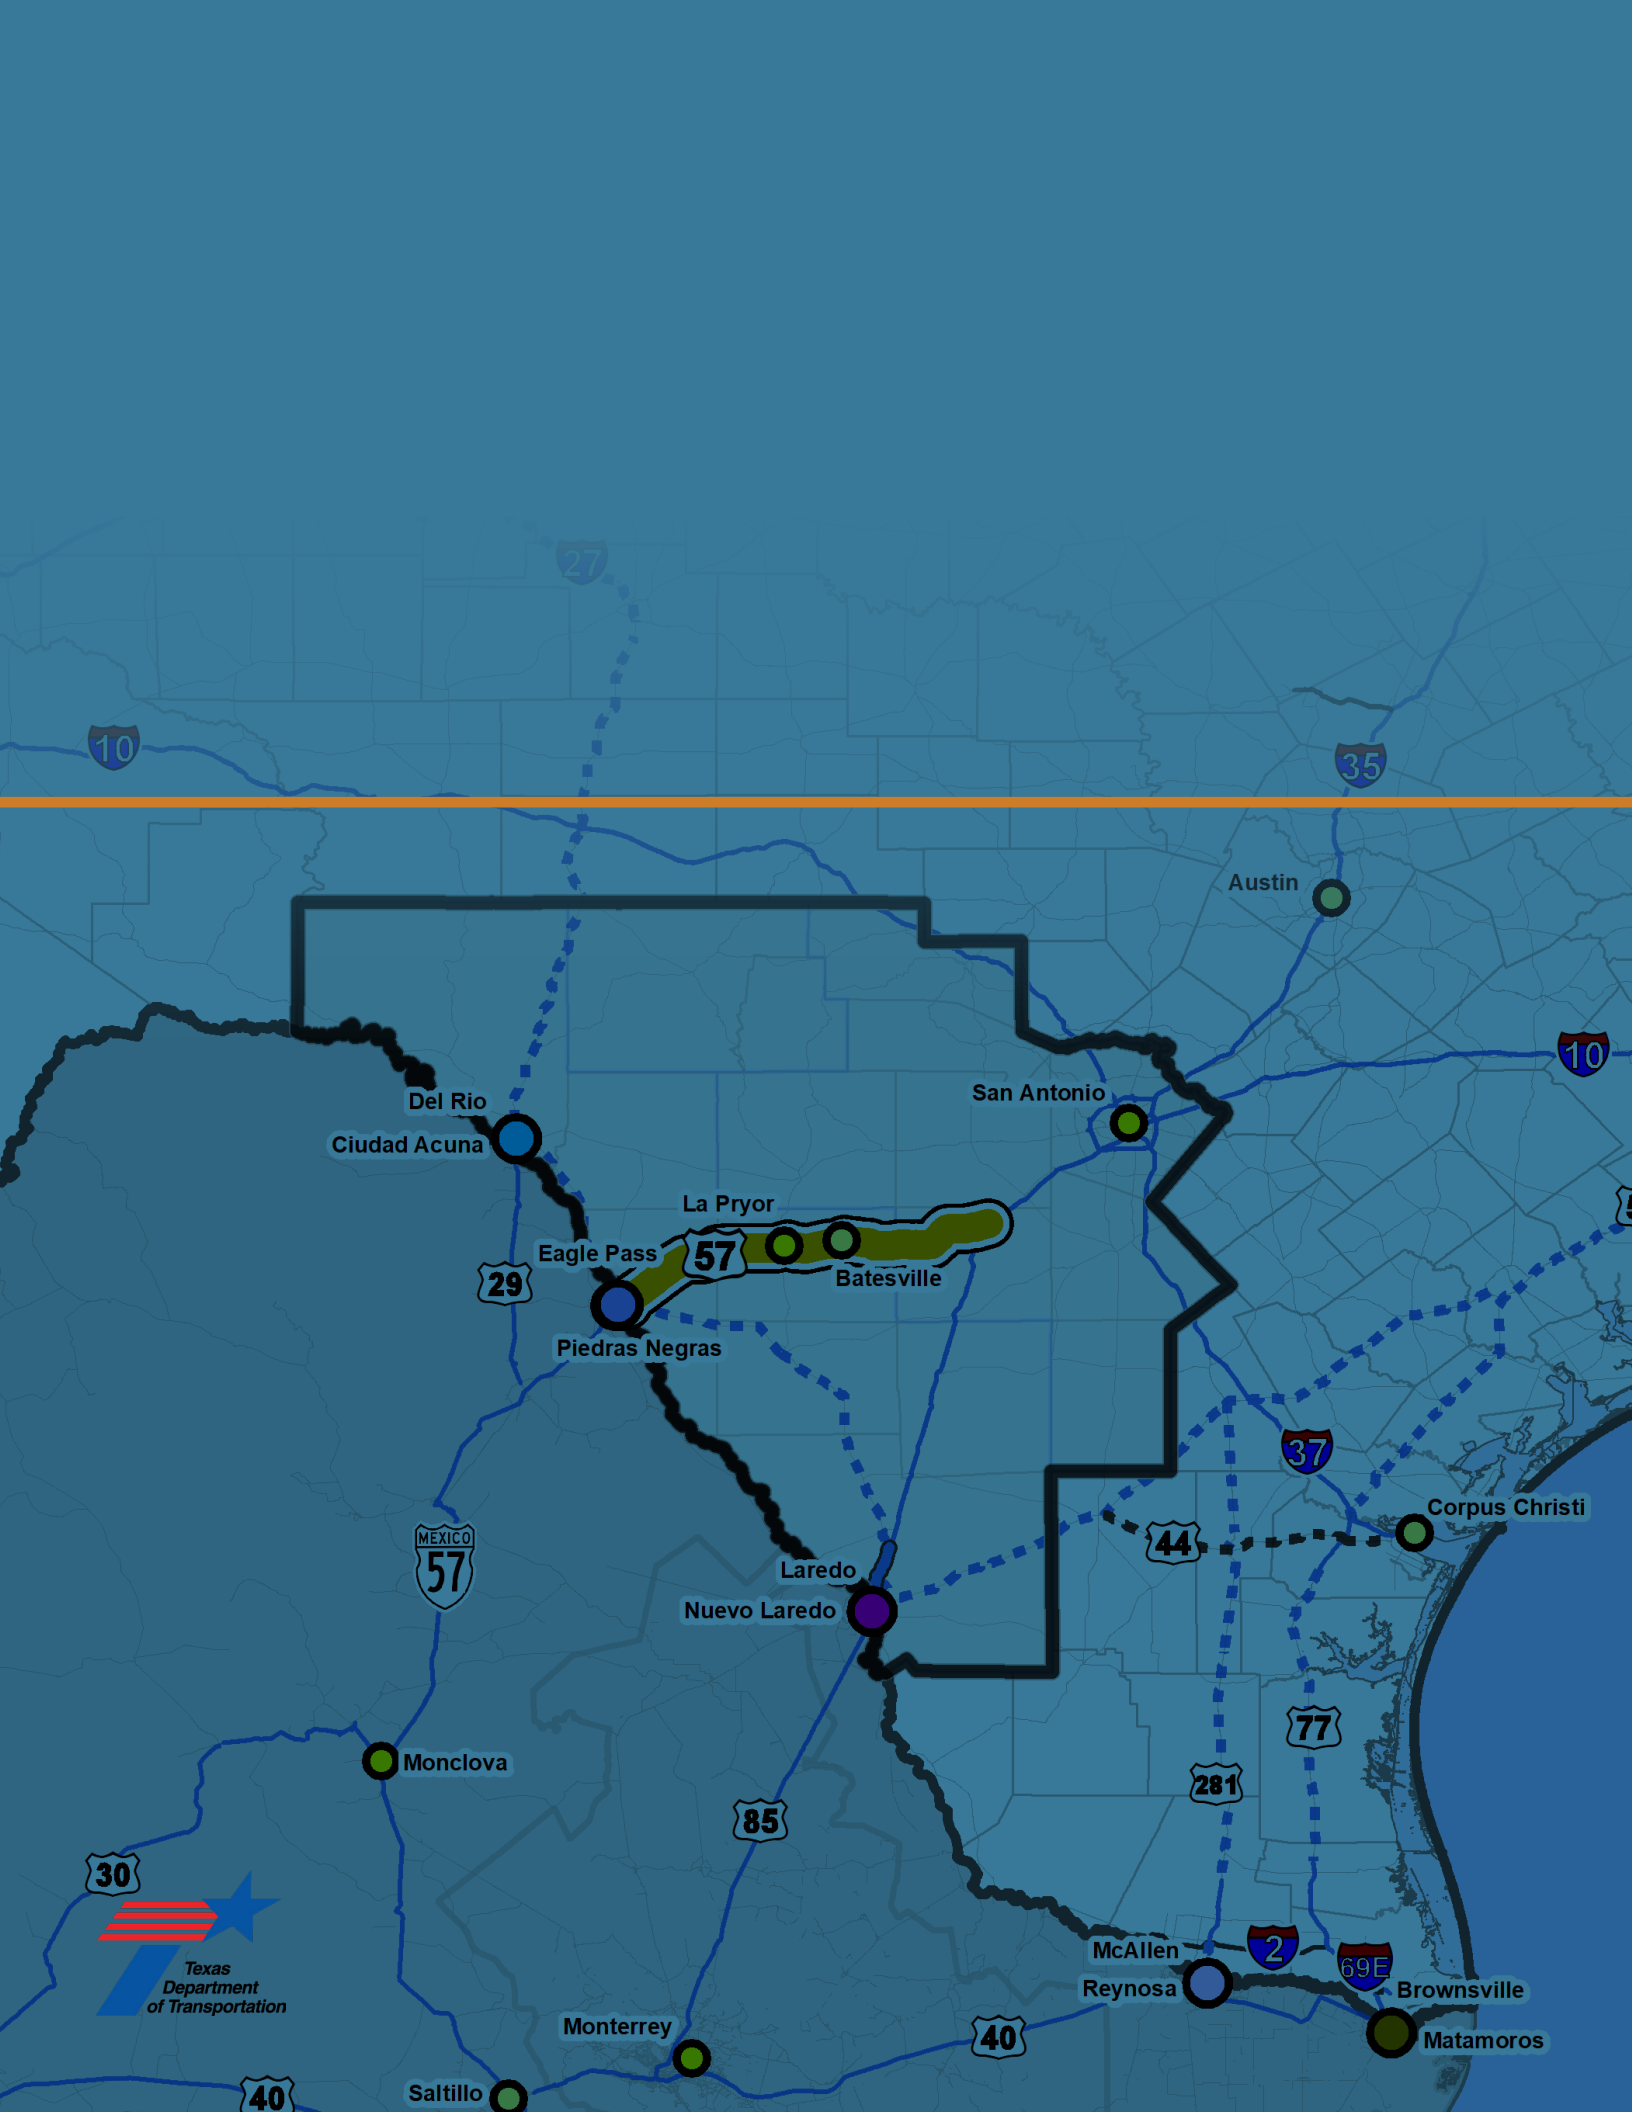 27
10
35
Austin
10
San Antonio
Del Rio
Ciudad Acuna
La Pryor
57
Eagle Pass
Batesville
29
Piedras Negras
37
Corpus Christi
44
MEXICO
57
Laredo
Nuevo Laredo
77
Monclova
281
85
30
2
McAllen
69E
Texas
Department
of Transportation
Reynosa
Brownsville
Monterrey
40
Matamoros
Saltillo
40